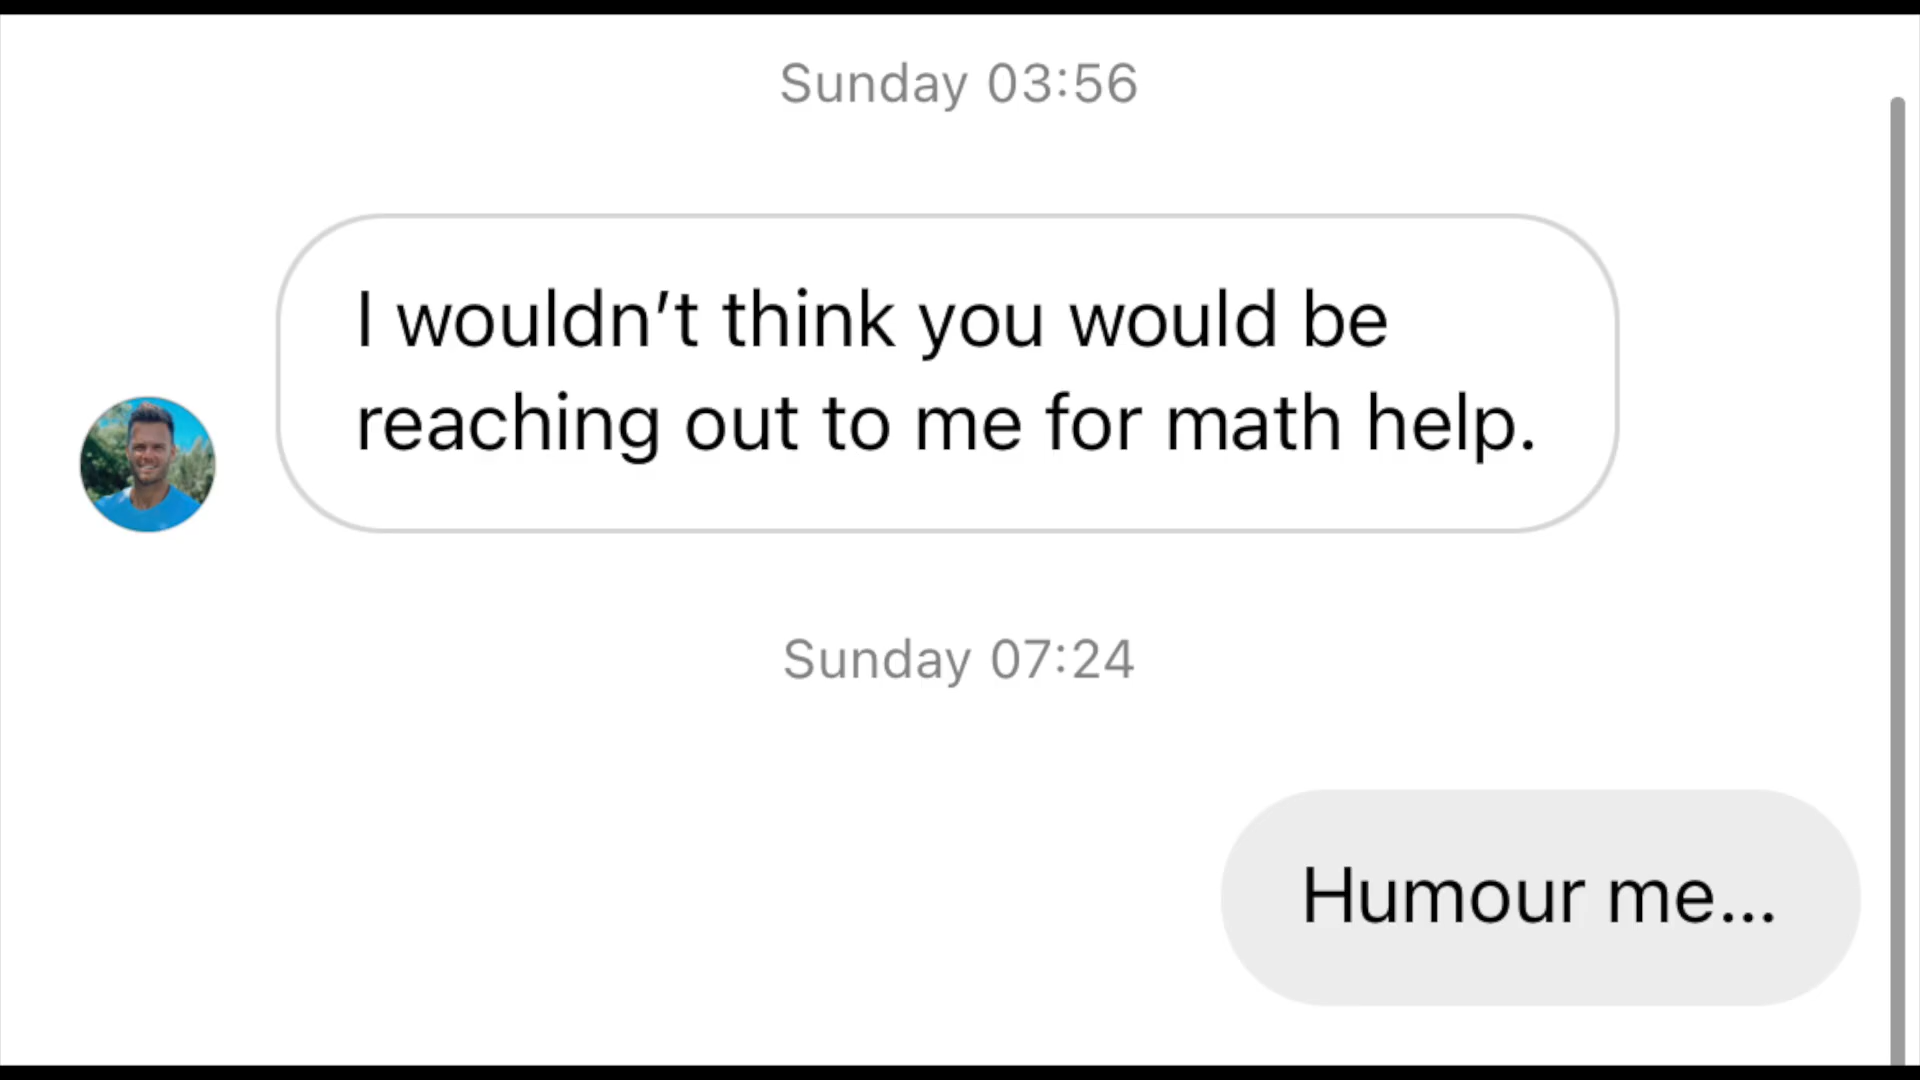 Sunday 03:56
I wouldn’t think you would be
reaching out to me for math help.
Sunday 07:24
Humour me...